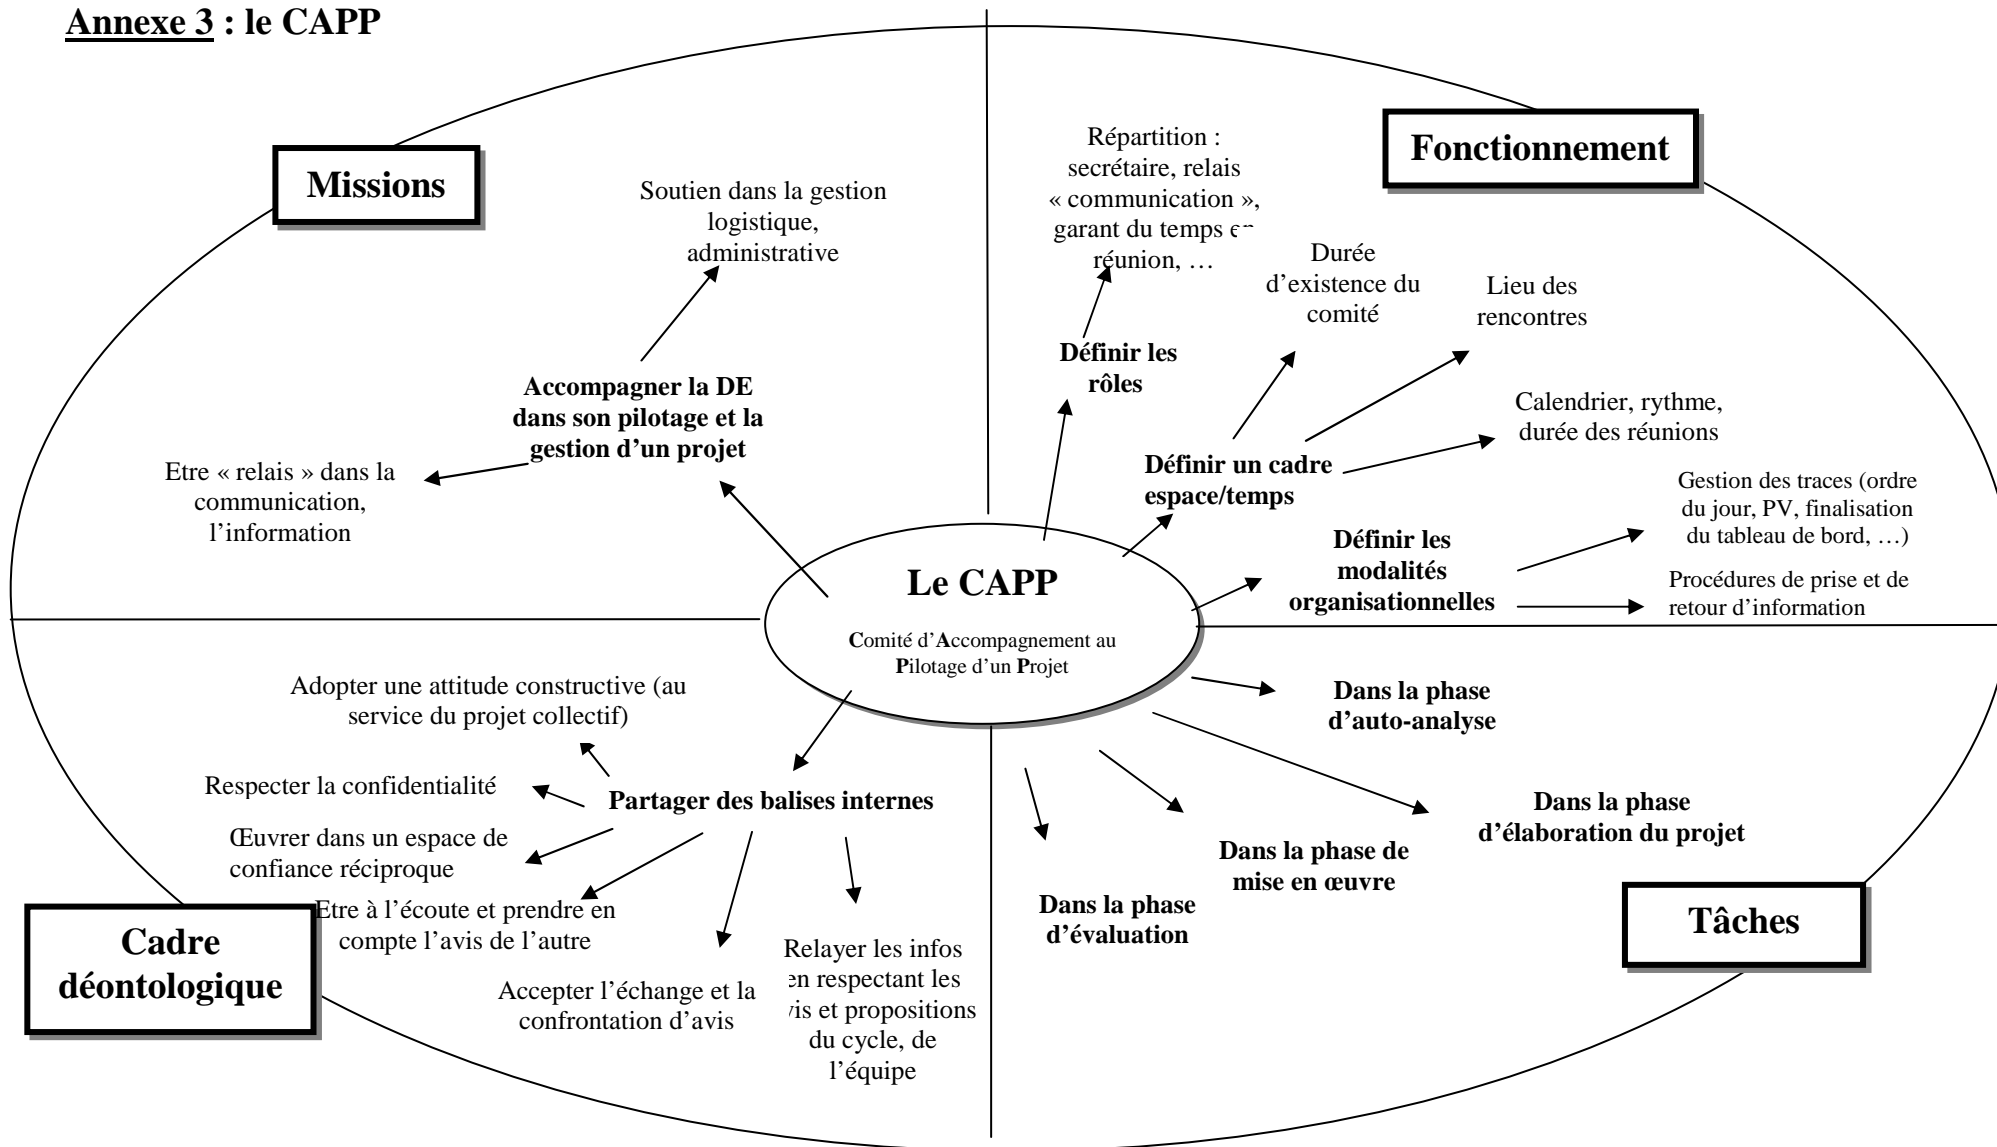 Annexe 3 : le CAPP
Missions
Soutien dans la gestion
logistique,
administrative
Accompagner la DE
dans son pilotage et la
gestion d’un projet
Etre « relais » dans la
communication,
l’information
Fonctionnement
Répartition :
secrétaire, relais
« communication »,
garant du temps en
réunion, …
Définir les
rôles
Durée
d’existence du
comité
Lieu des
rencontres
Calendrier, rythme,
durée des réunions
Définir un cadre
espace/temps
Gestion des traces (ordre
du jour, PV, finalisation
du tableau de bord, …)
Définir les
modalités
organisationnelles
Procédures de prise et de
retour d’information
Le CAPP
Comité d’Accompagnement au
Pilotage d’un Projet
Adopter une attitude constructive (au
service du projet collectif)
Respecter la confidentialité
Partager des balises internes
Œuvrer dans un espace de
confiance réciproque
Etre à l’écoute et prendre en
compte l’avis de l’autre
Cadre
déontologique
Accepter l’échange et la
confrontation d’avis
Relayer les infos
en respectant les
vis et propositions
du cycle, de
l’équipe
Dans la phase
d’auto-analyse
Dans la phase
d’élaboration du projet
Dans la phase de
mise en œuvre
Dans la phase
d’évaluation
Tâches